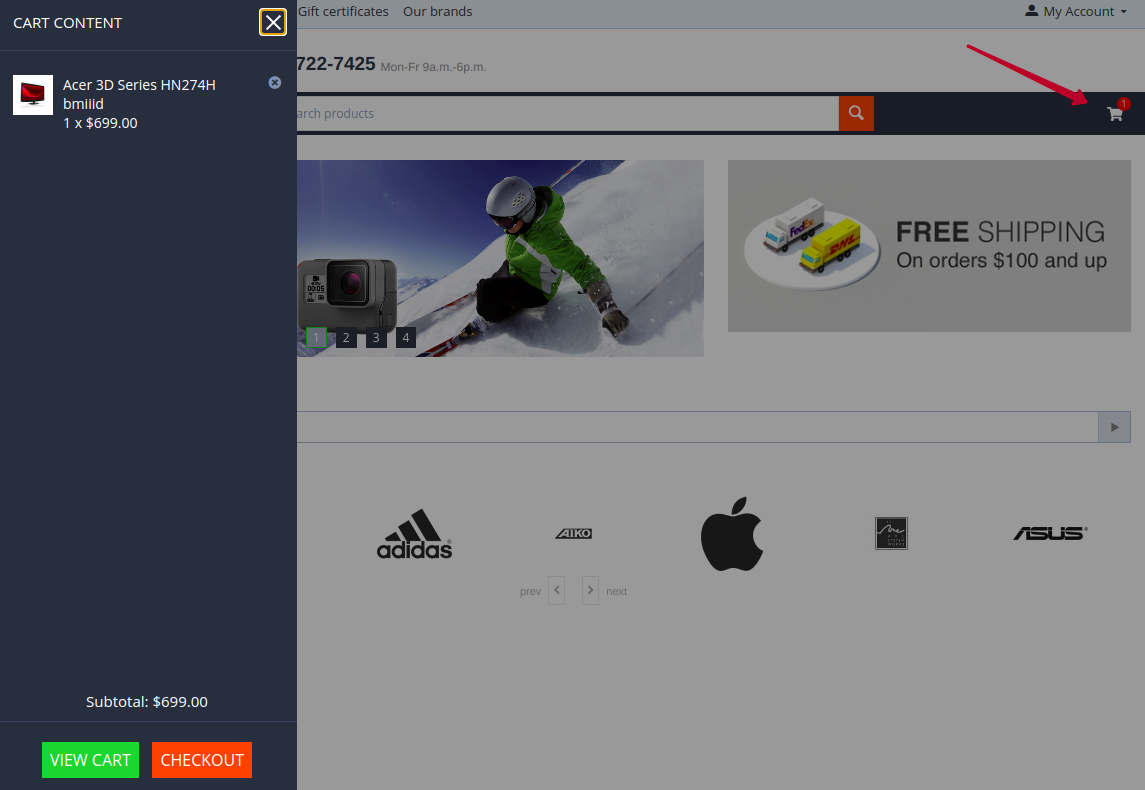 CART CONTENT
Acer 3D Series HN274H
bmiiid
1 x $699.00
Subtotal: $699.00
VIEW CART
CHECKOUT
Gift certificates
Our brands
My Account
722-7425 Mon-Fr 9a.m.-6p.m.
arch products
1
00:05
1
2
3
4
FedEx
DHL
FREE SHIPPING
On orders $100 and up
adidas
AIKO
ASUS
prev
next